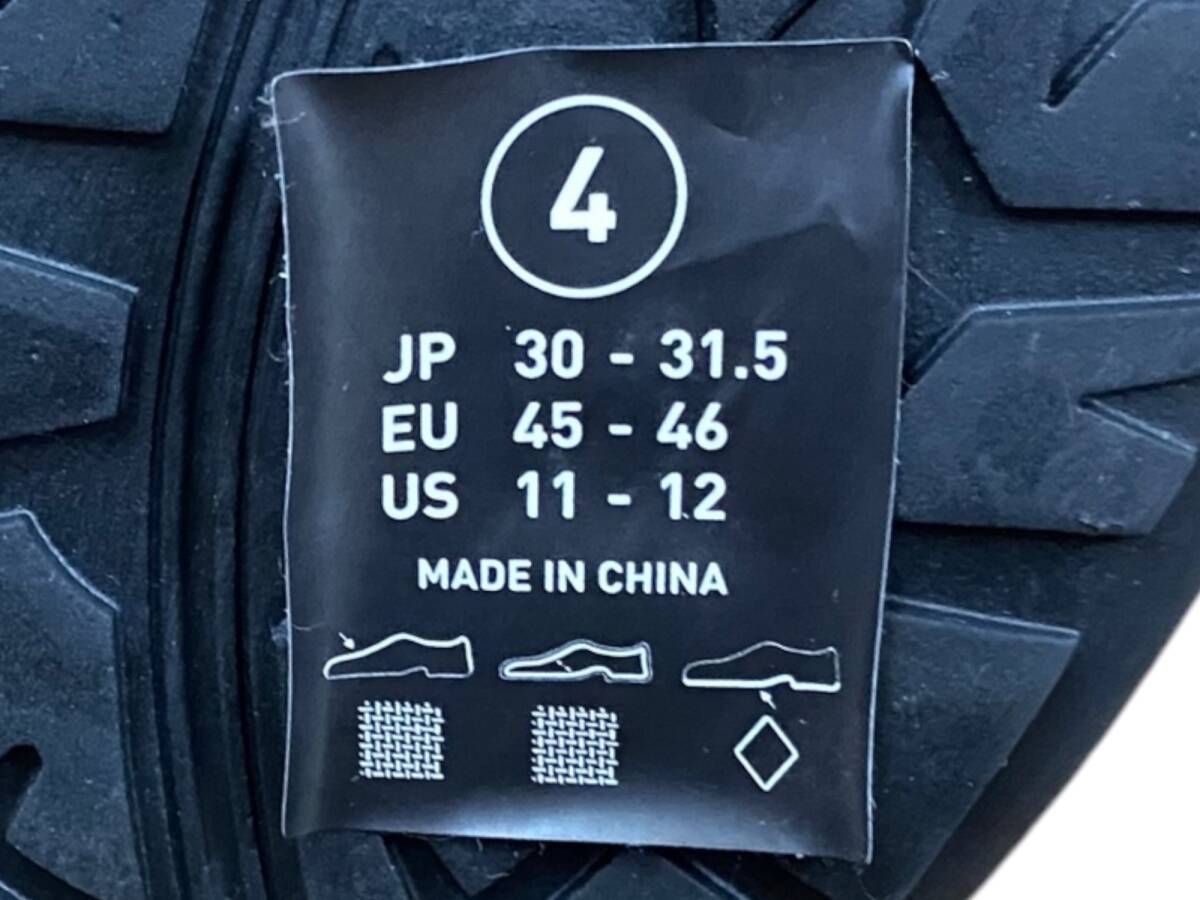 4
JP 30 - 31.5
EU 45 - 46
US 11 - 12
MADE IN CHINA